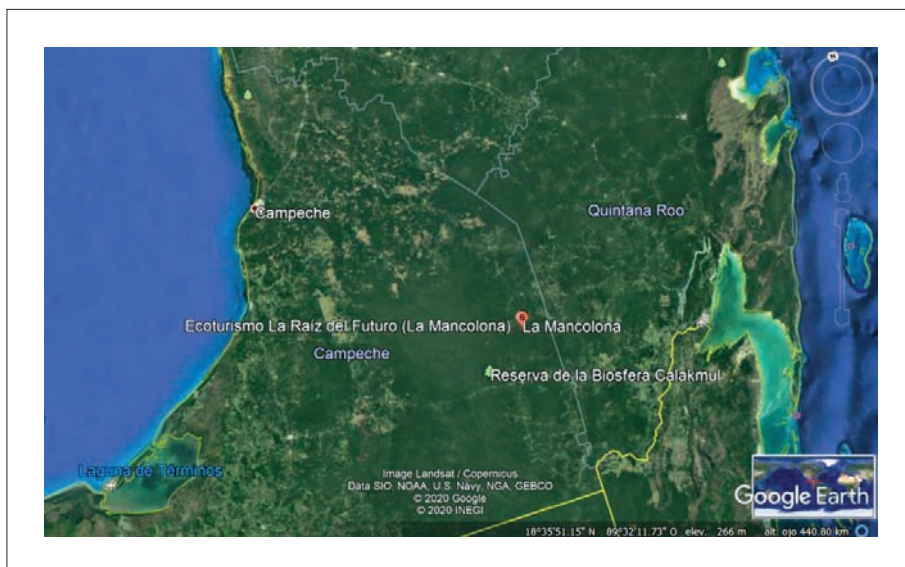 Campeche
Quintana Roo
Ecoturismo La Raíz del Futuro (La Mancolona)
La Mancolona
Campeche
Reserva de la Biosfera Calakmul
Laguna de Términos
Image Landsat / Copernicus
Data SIO, NOAA, U.S. Navy, NGA, GEBCO
© 2020 Google
© 2020 INEGI
Google Earth
18°35'51.15" N 89°32'11.73" O elev. 266 m alt. ojo 440.80 km